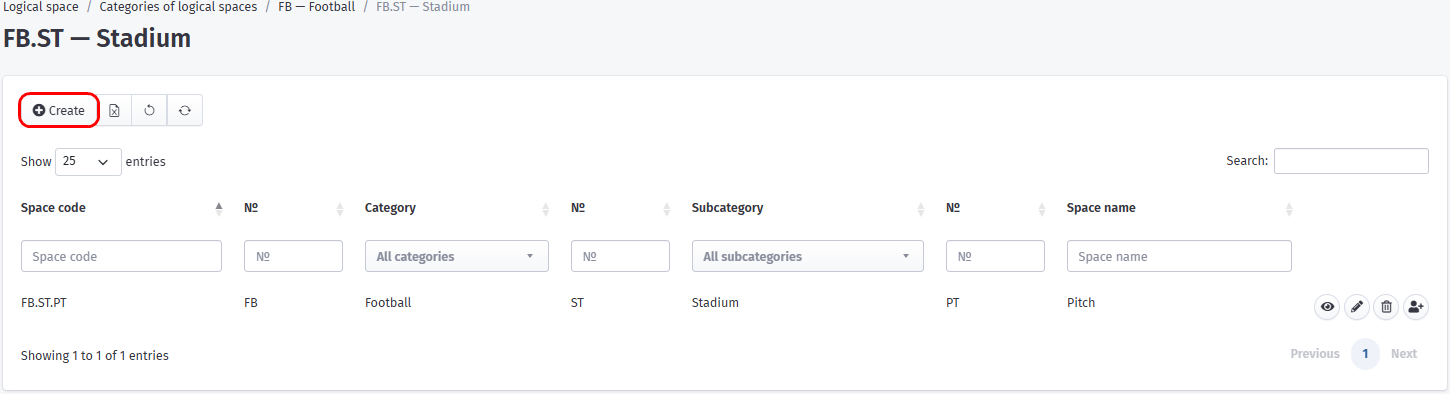 Logical space / Categories of logical spaces / FB — Football / FB.ST — Stadium
FB.ST — Stadium
Create
Show 25 entries Search:
Space code № Category № Subcategory № Space name
Space code № All categories № All subcategories № Space name
FB.ST.PT FB Football ST Stadium PT Pitch
Showing 1 to 1 of 1 entries Previous 1 Next